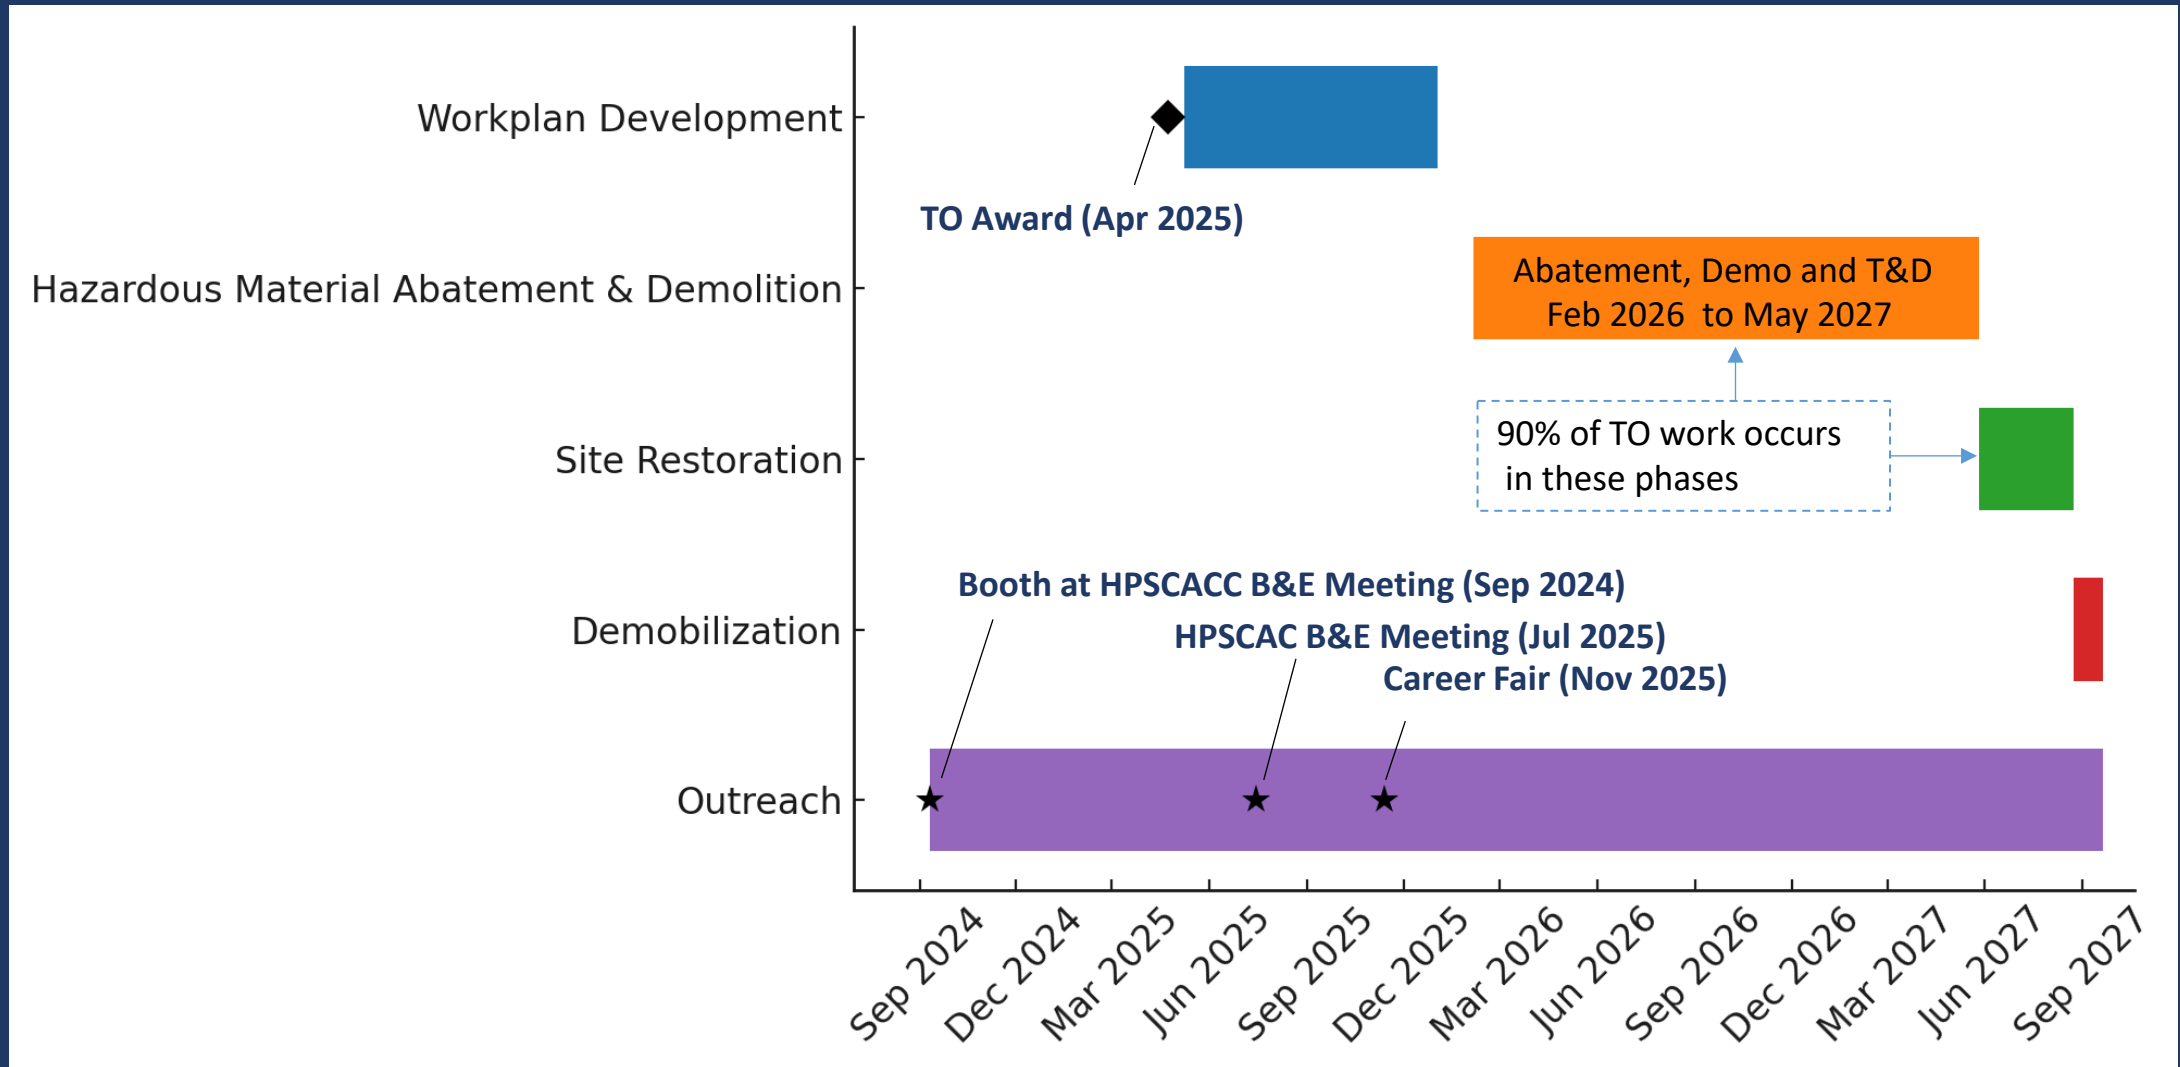 Workplan Development
TO Award (Apr 2025)
Hazardous Material Abatement & Demolition
Abatement, Demo and T&D
Feb 2026  to May 2027
Site Restoration
90% of TO work occurs
in these phases
Booth at HPSCACC B&E Meeting (Sep 2024)
Demobilization
HPSCAC B&E Meeting (Jul 2025)
Career Fair (Nov 2025)
Outreach
Sep 2024
Dec 2024
Mar 2025
Jun 2025
Sep 2025
Dec 2025
Mar 2026
Jun 2026
Sep 2026
Dec 2026
Mar 2027
Jun 2027
Sep 2027